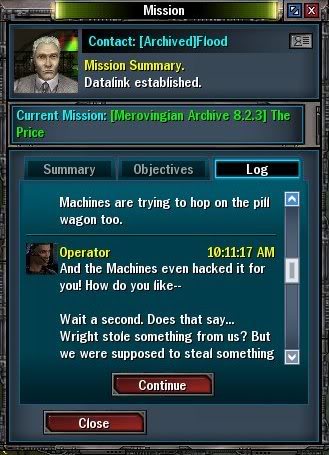 Mission
Contact: [Archived]Flood
Mission Summary.
Datalink established.
Current Mission: [Merovingian Archive 8.2.3] The
Price
Summary
Objectives
Log
Machines are trying to hop on the pill
wagon too.
Operator 10:11:17 AM
And the Machines even hacked it for
you! How do you like--
Wait a second. Does that say...
Wright stole something from us? But
we were supposed to steal something
Continue
Close